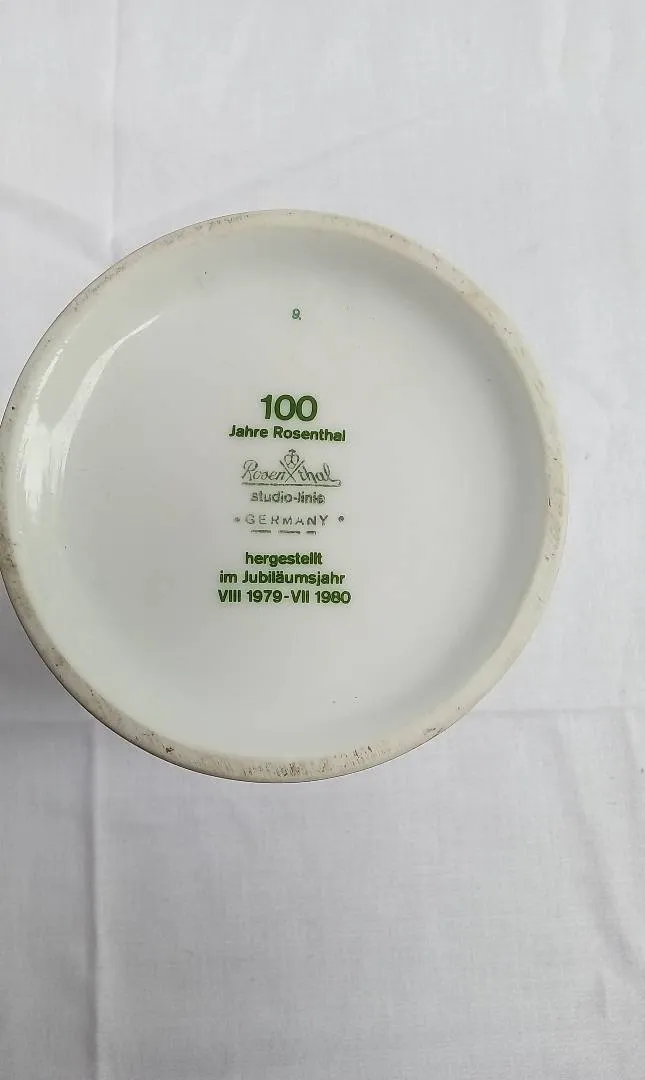 9.
100
Jahre Rosenthal
Rosenthal
studio-linie
GERMANY
hergestellt
im Jubiläumsjahr
VIII 1979-VII 1980